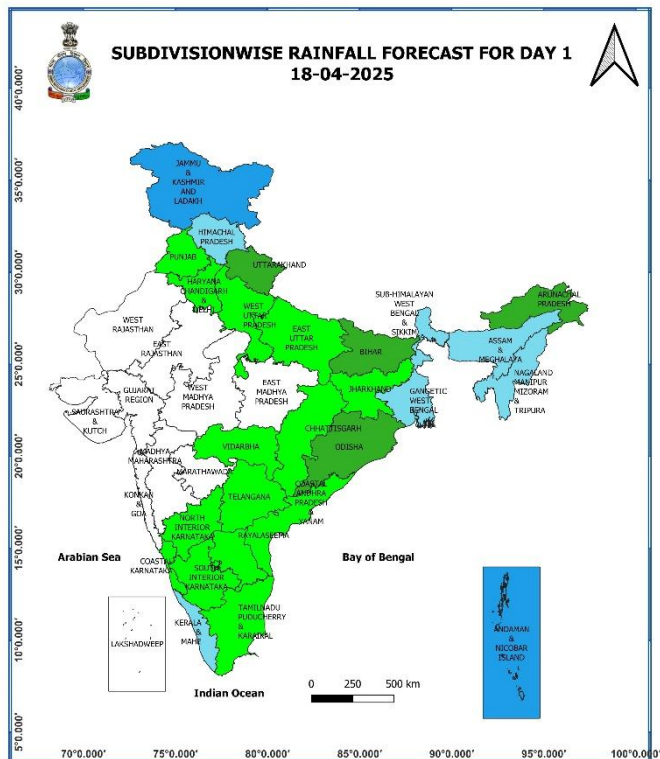 SUBDIVISIONWISE RAINFALL FORECAST FOR DAY 1
18-04-2025
40°0.000'
35°0.000'
30°0.000'
25°0.000'
20°0.000'
15°0.000'
10°0.000'
5°0.000'
JAMMU
&
KASHMIR
AND
LADAKH
HIMACHAL
PRADESH
PUNJAB
UTTARAKHAND
HARYANA
CHANDIGARH
&
DELHI
WEST
UTTAR
PRADESH
EAST
UTTAR
PRADESH
WEST
RAJASTHAN
EAST
RAJASTHAN
SUB-HIMALAYAN
WEST
BENGAL
&
SIKKIM
ARUNACHAL
PRADESH
ASSAM
&
MEGHALAYA
NAGALAND
MANIPUR
MIZORAM
&
TRIPURA
BIHAR
JHARKHAND
GANGETIC
WEST
BENGAL
GUJARAT
REGION
SAURASHTRA
&
KUTCH
WEST
MADHYA
PRADESH
EAST
MADHYA
PRADESH
CHHATTISGARH
ODISHA
VIDARBHA
MADHYA
MAHARASHTRA
MARATHAWADA
KONKAN
&
GOA
TELANGANA
COASTAL
ANDHRA
PRADESH
&
YANAM
RAYALASEEMA
NORTH
INTERIOR
KARNATAKA
COASTAL
KARNATAKA
SOUTH
INTERIOR
KARNATAKA
KERALA
&
MAHE
TAMILNADU
PUDUCHERRY
&
KARAIKAL
LAKSHADWEEP
ANDAMAN
&
NICOBAR
ISLAND
Arabian Sea
Bay of Bengal
Indian Ocean
0 250 500 km
70°0.000' 75°0.000' 80°0.000' 85°0.000' 90°0.000' 95°0.000' 100°0.000'